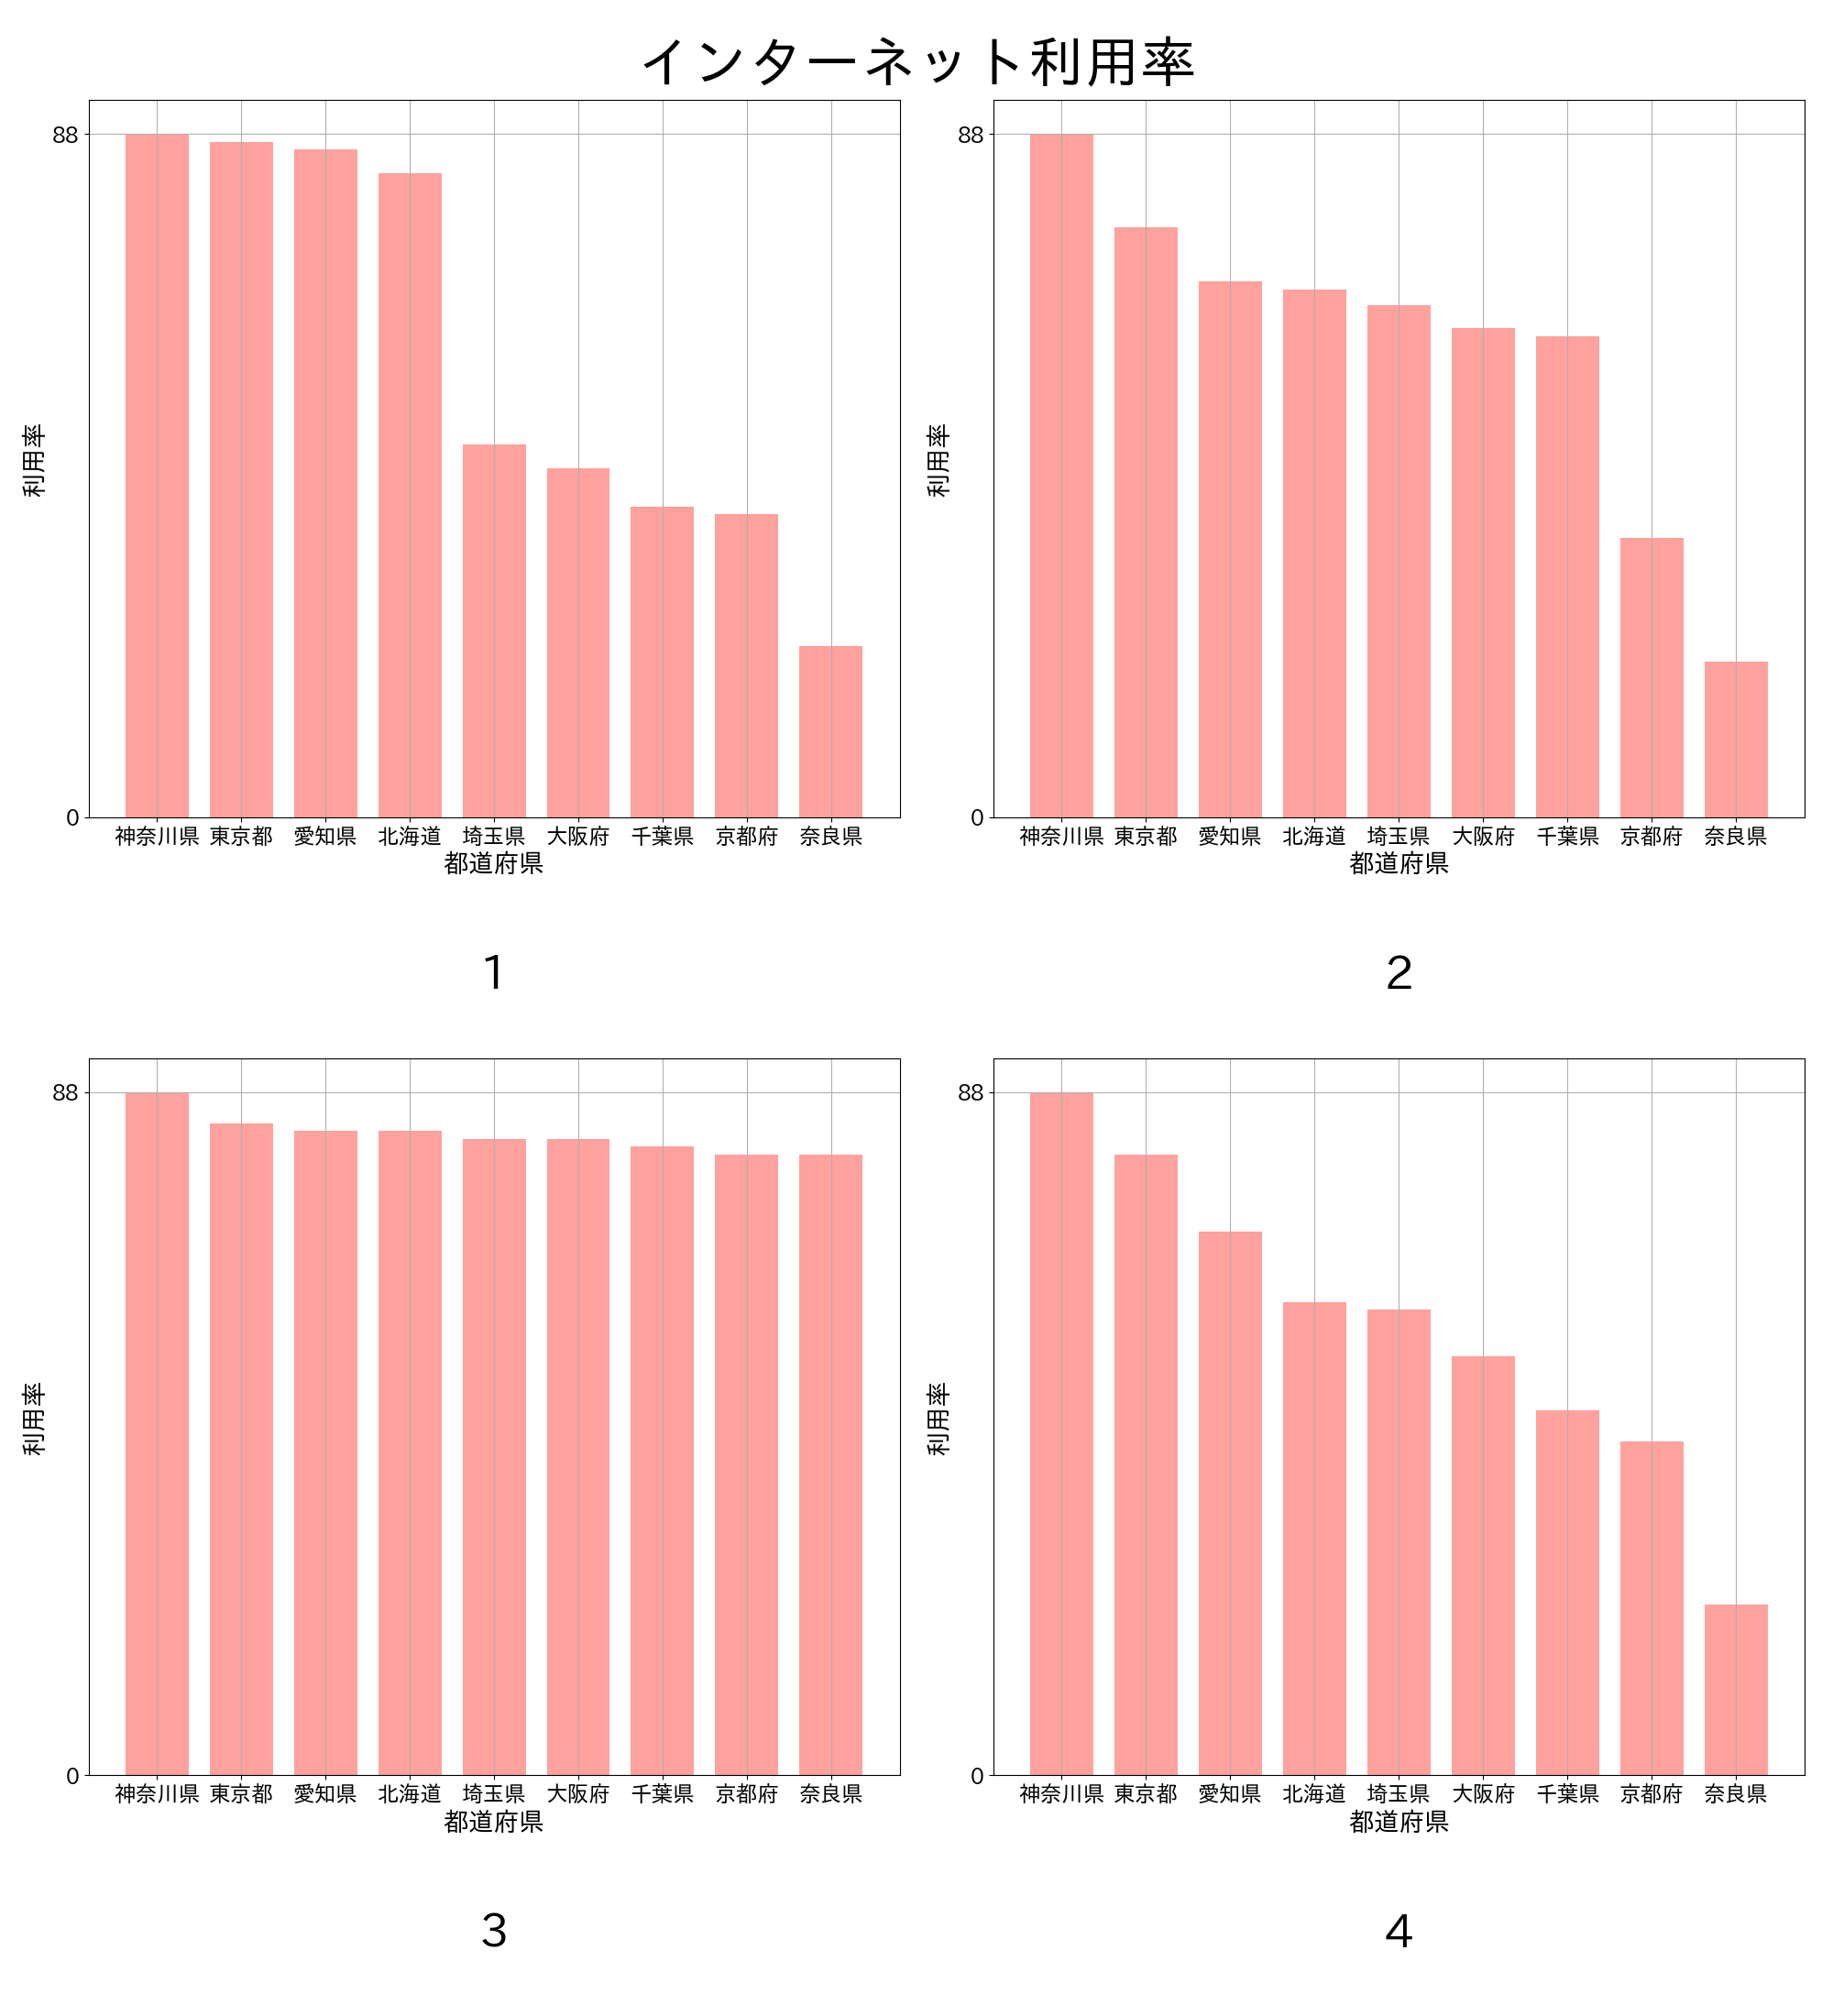 インターネット利用率
88
0
利用率
神奈川県 東京都 愛知県 北海道 埼玉県 大阪府 千葉県 京都府 奈良県
都道府県
1
88
0
利用率
神奈川県 東京都 愛知県 北海道 埼玉県 大阪府 千葉県 京都府 奈良県
都道府県
2
88
0
利用率
神奈川県 東京都 愛知県 北海道 埼玉県 大阪府 千葉県 京都府 奈良県
都道府県
3
88
0
利用率
神奈川県 東京都 愛知県 北海道 埼玉県 大阪府 千葉県 京都府 奈良県
都道府県
4